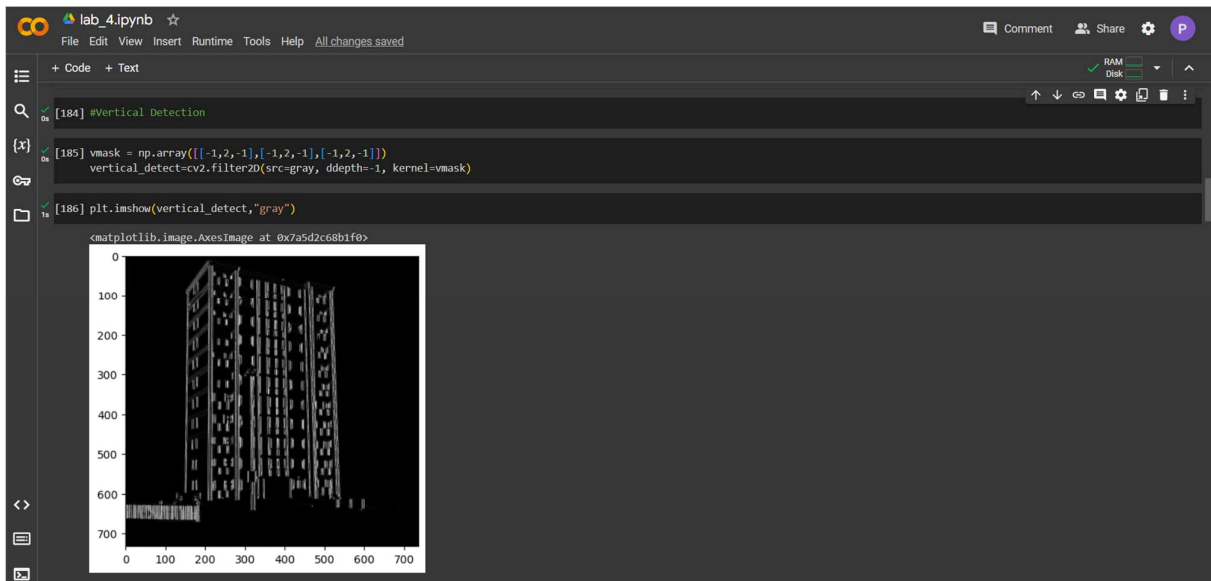 lab_4.ipynb
Comment Share P
File Edit View Insert Runtime Tools Help All changes saved
+ Code + Text
RAM
Disk
[184] #Vertical Detection
0s
{x}
[185] vmask = np.array([[-1,2,-1],[-1,2,-1],[-1,2,-1]])
0s
vertical_detect=cv2.filter2D(src=gray, ddepth=-1, kernel=vmask)
[186] plt.imshow(vertical_detect,"gray")
1s
<matplotlib.image.AxesImage at 0x7a5d2c68b1f0>
0
100
200
300
400
500
600
700
0 100 200 300 400 500 600 700